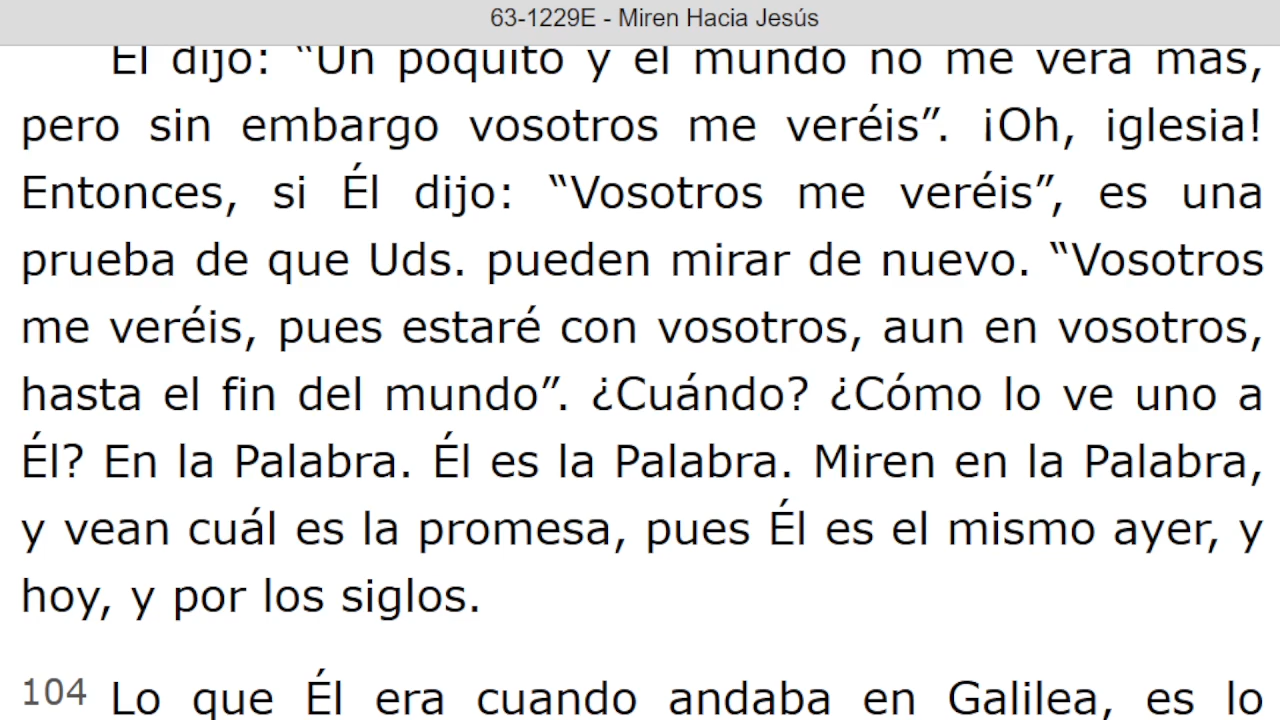 63-1229E - Miren Hacia Jesús
Él dijo: “Un poquito y el mundo no me verá más,
pero sin embargo vosotros me veréis”. ¡Oh, iglesia!
Entonces, si Él dijo: “Vosotros me veréis”, es una
prueba de que Uds. pueden mirar de nuevo. “Vosotros
me veréis, pues estaré con vosotros, aun en vosotros,
hasta el fin del mundo”. ¿Cuándo? ¿Cómo lo ve uno a
Él? En la Palabra. Él es la Palabra. Miren en la Palabra,
y vean cuál es la promesa, pues Él es el mismo ayer, y
hoy, y por los siglos.
104 Lo que Él era cuando andaba en Galilea, es lo